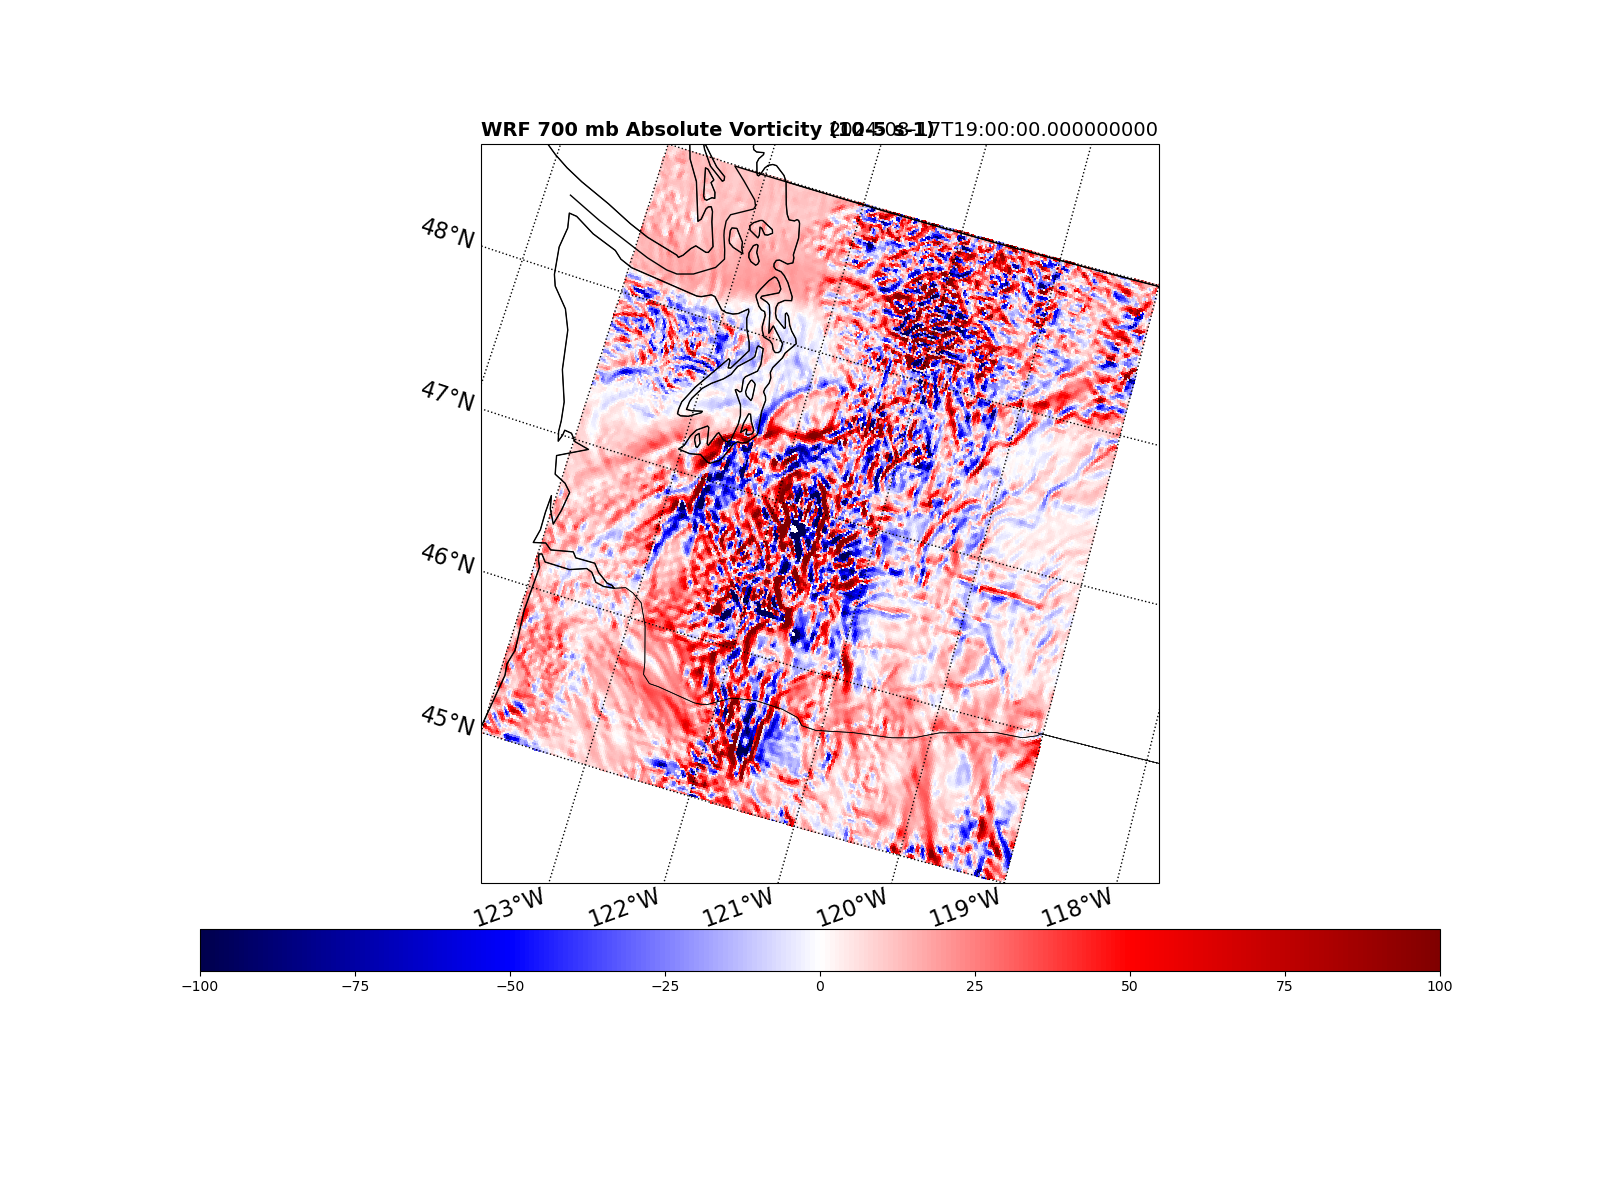 WRF 700 mb Absolute Vorticity (10-5 s-1)
T19:00:00.000000000
48°N
47°N
46°N
45°N
123°W 122°W 121°W 120°W 119°W 118°W
−100 −75 −50 −25 0 25 50 75 100